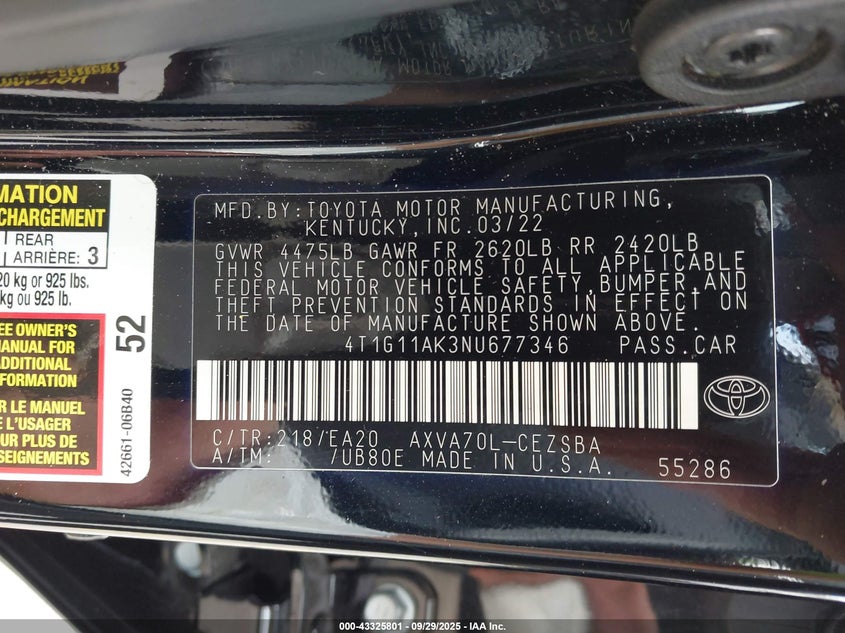 MATION
CHARGEMENT
REAR
ARRIÈRE: 3
20 kg or 925 lbs.
kg ou 925 lb.
EE OWNER'S
MANUAL FOR
ADDITIONAL
FORMATION
R LE MANUEL
E L'USAGER
OUR PLUS DE
NSEIGNEMENTS
52
42661-06B40
MFD.BY:TOYOTA MOTOR MANUFACTURING,
KENTUCKY,INC.03/22
GVWR 4475LB GAWR FR 2620LB RR 2420LB
THIS VEHICLE CONFORMS TO ALL APPLICABLE
FEDERAL MOTOR VEHICLE SAFETY,BUMPER,AND
THEFT PREVENTION STANDARDS IN EFFECT ON
THE DATE OF MANUFACTURE SHOWN ABOVE.
4T1G11AK3NU677346 PASS.CAR
C/TR:218/EA20 AXVA70L-CEZSBA
A/TM: /UB80E MADE IN U.S.A. 55286
000-43325801 - 09/29/2025 - IAA Inc.